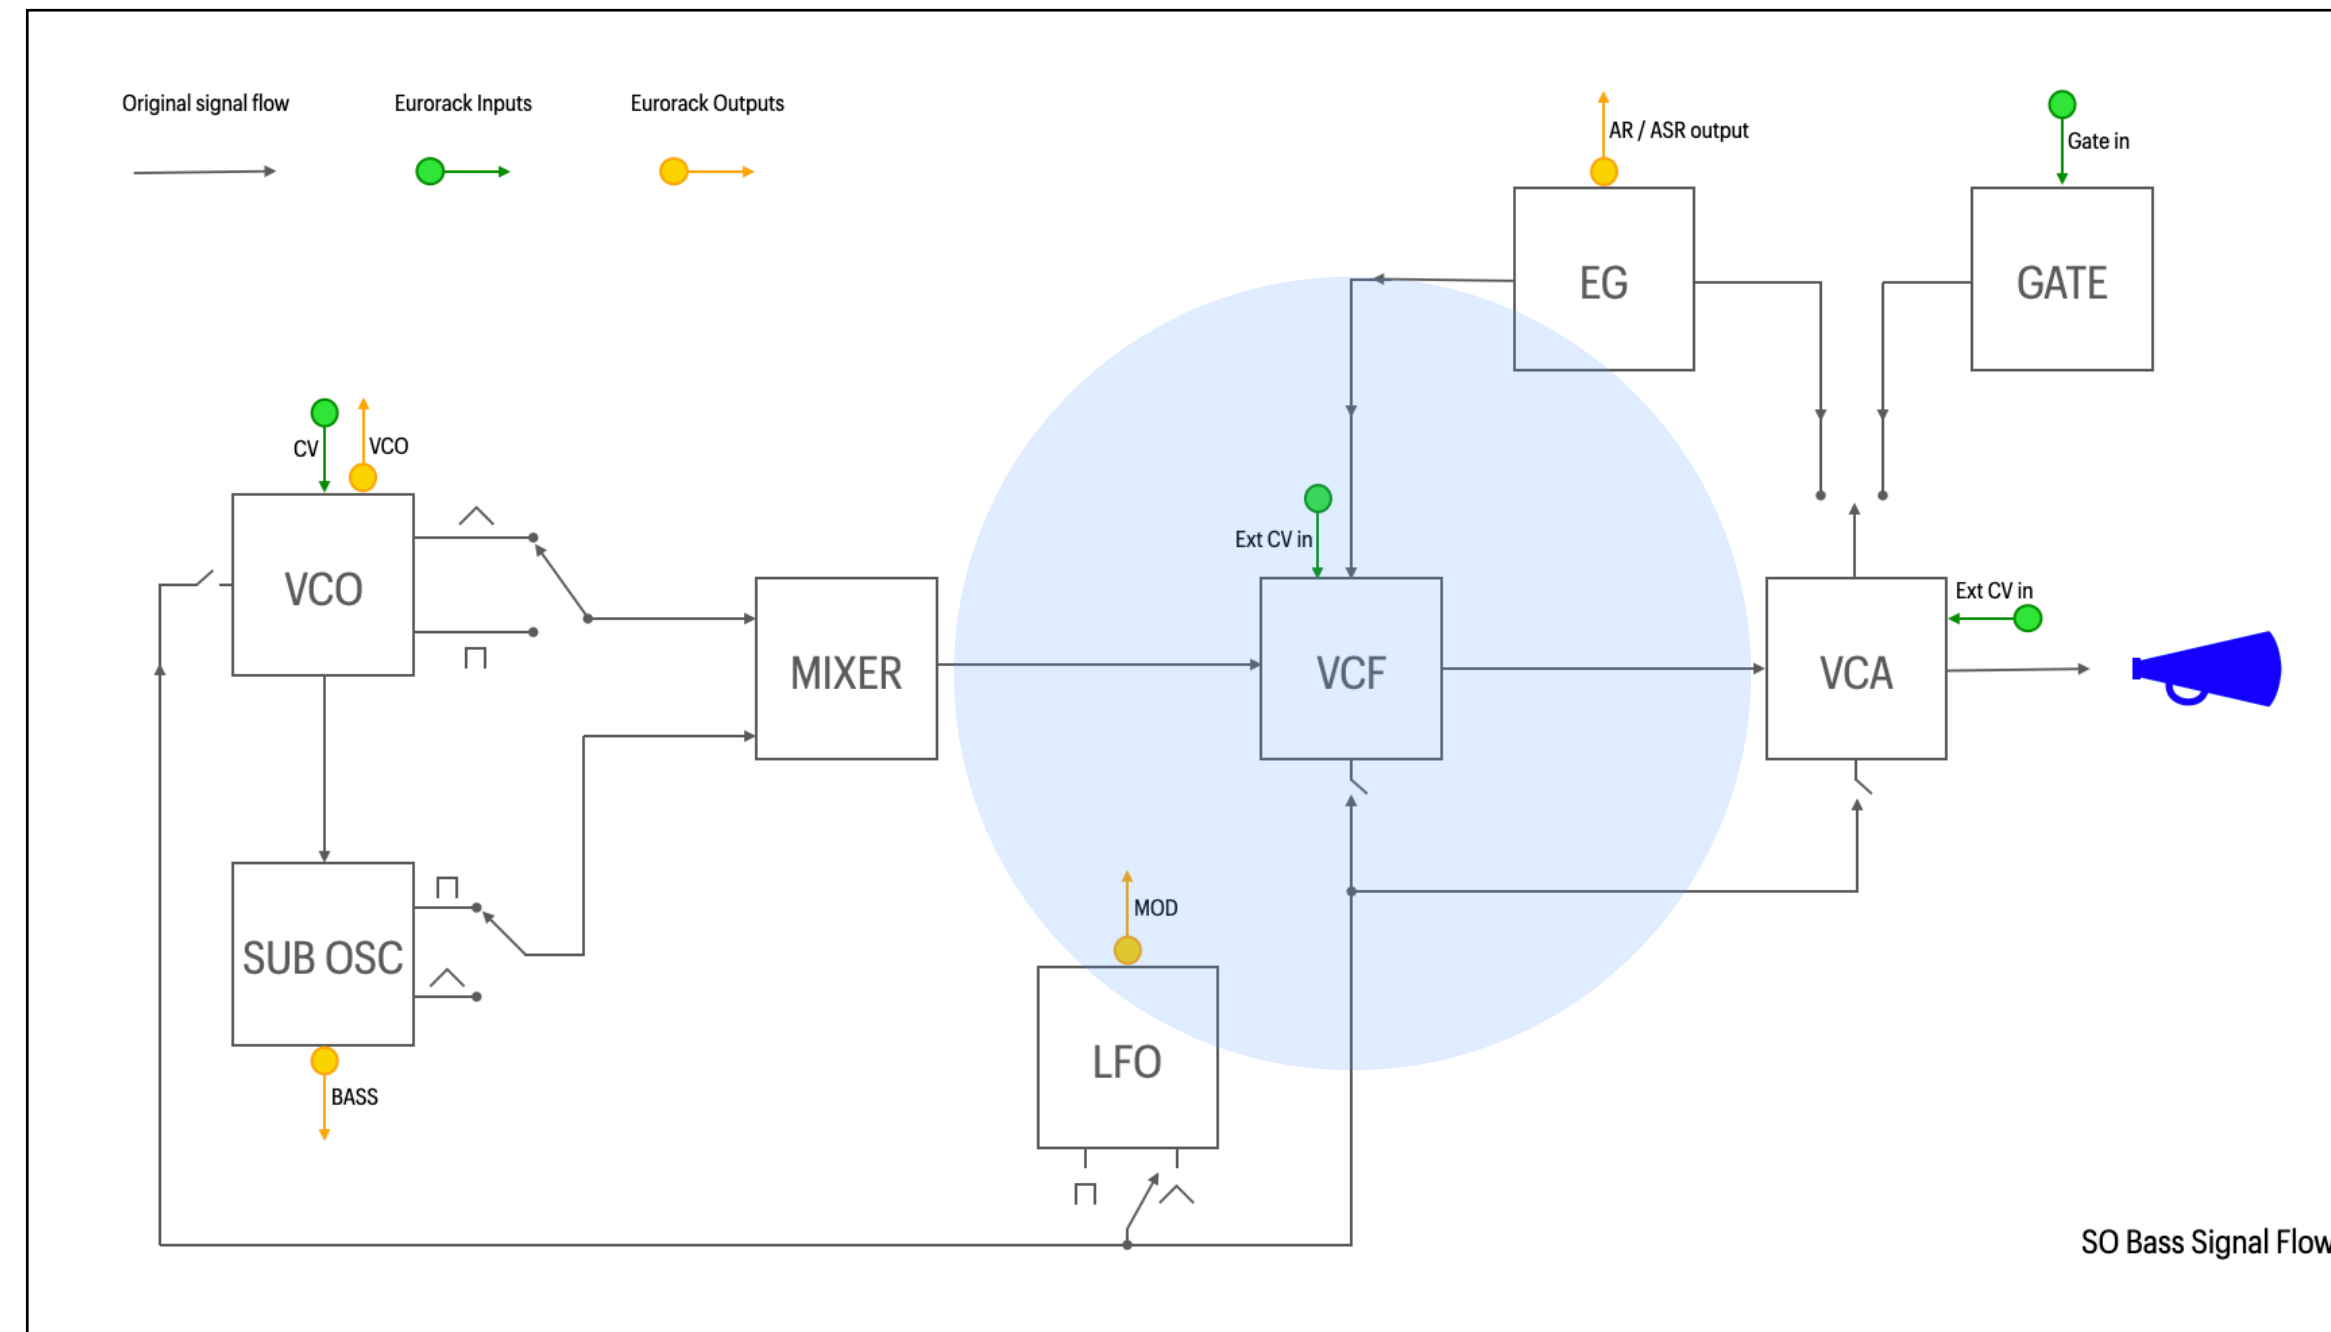 Original signal flow
Eurorack Inputs
Eurorack Outputs
AR / ASR output
Gate in
EG
GATE
CV
VCO
Ext CV in
VCO
MIXER
VCF
VCA
Ext CV in
MOD
SUB OSC
LFO
BASS
SO Bass Signal Flow